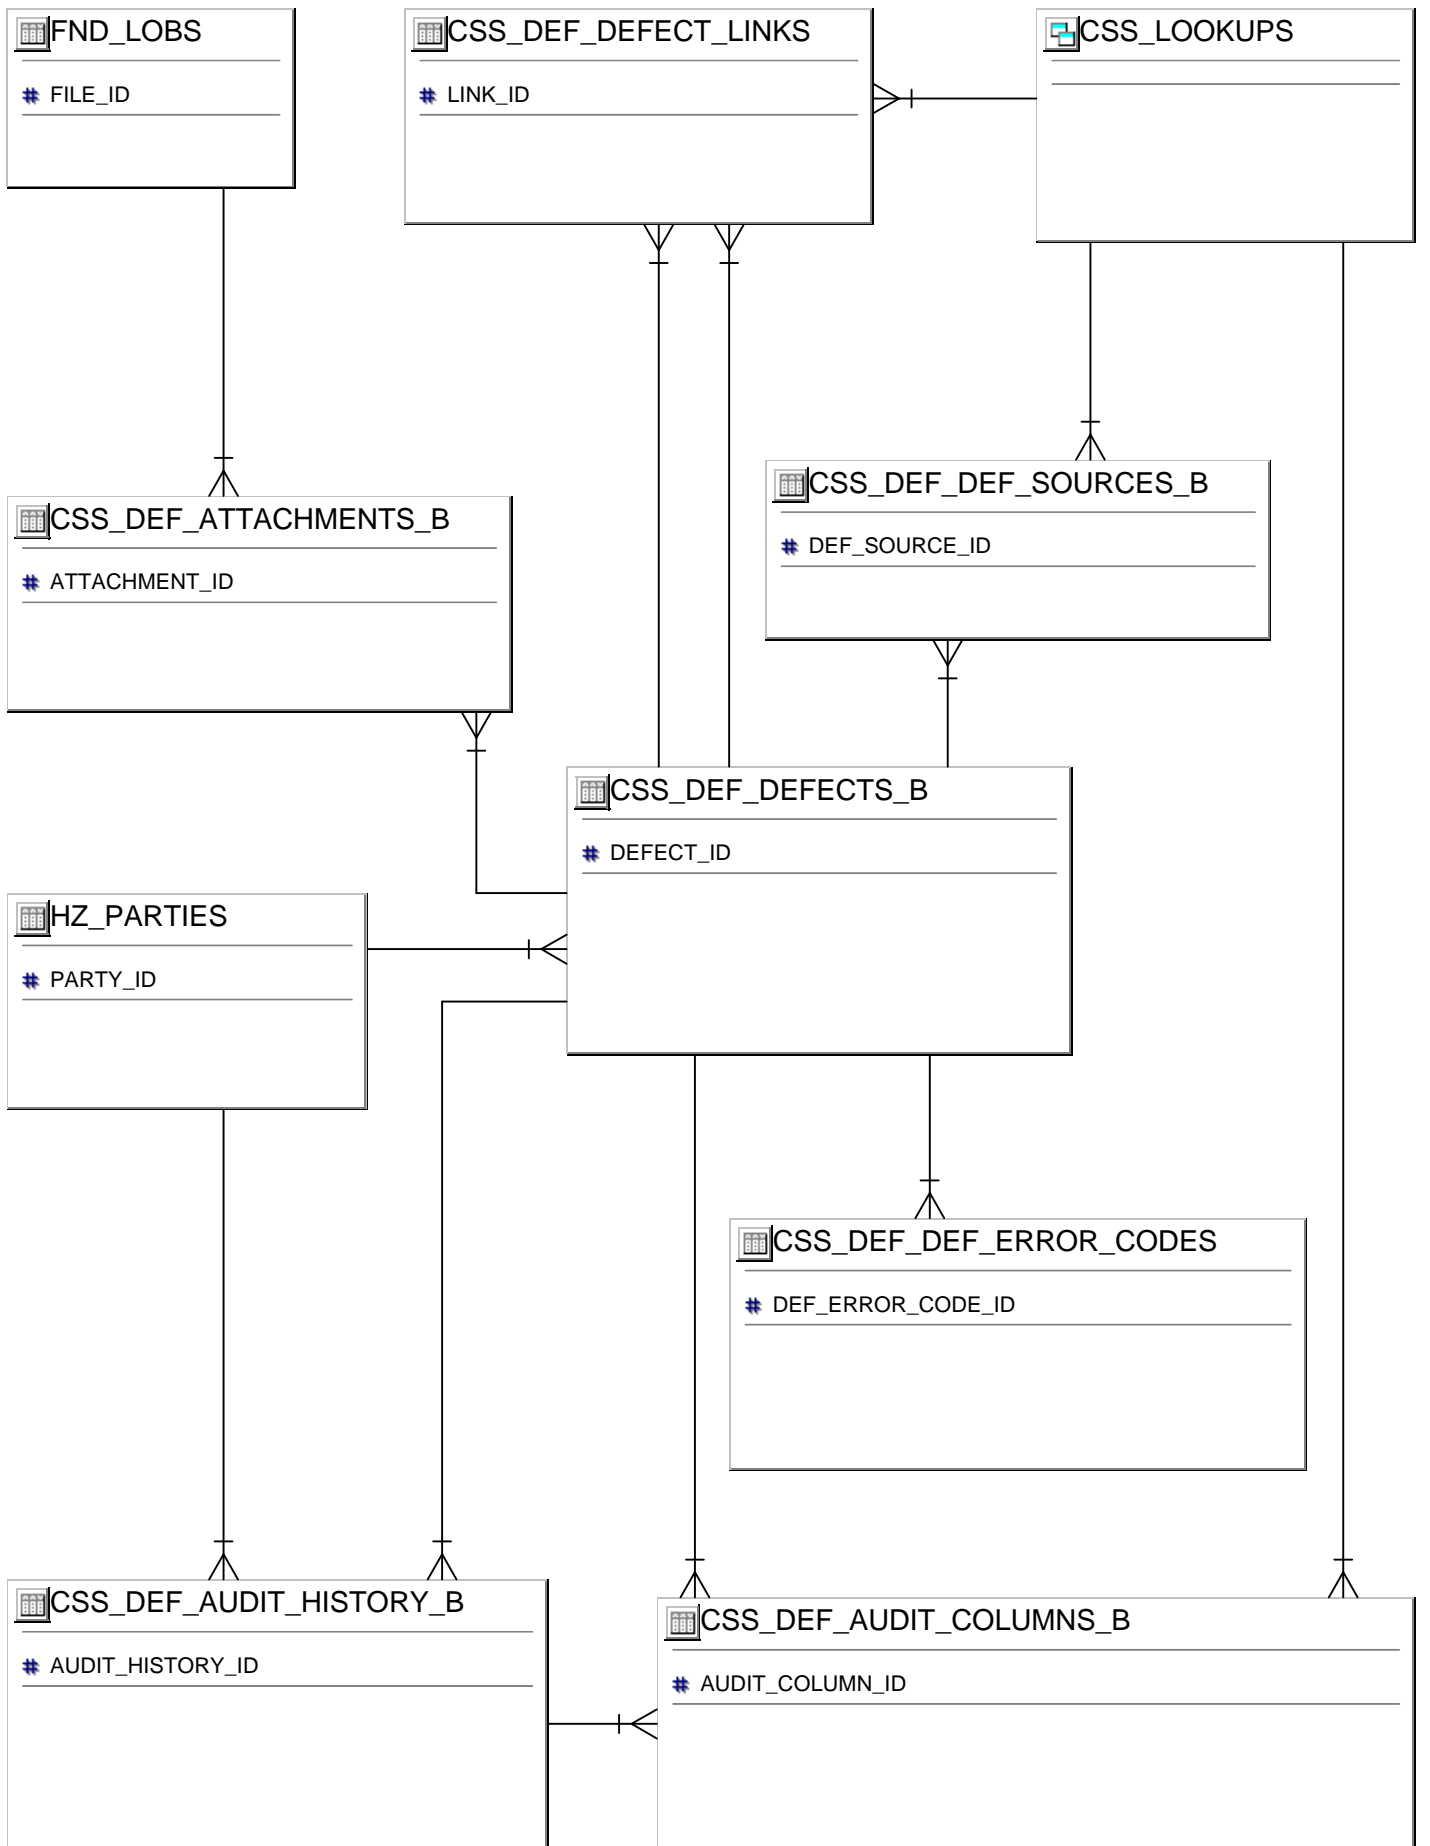 FND_LOBS
# FILE_ID
CSS_DEF_DEFECT_LINKS
# LINK_ID
CSS_LOOKUPS
CSS_DEF_ATTACHMENTS_B
# ATTACHMENT_ID
CSS_DEF_DEF_SOURCES_B
# DEF_SOURCE_ID
CSS_DEF_DEFECTS_B
# DEFECT_ID
HZ_PARTIES
# PARTY_ID
CSS_DEF_DEF_ERROR_CODES
# DEF_ERROR_CODE_ID
CSS_DEF_AUDIT_HISTORY_B
# AUDIT_HISTORY_ID
CSS_DEF_AUDIT_COLUMNS_B
# AUDIT_COLUMN_ID